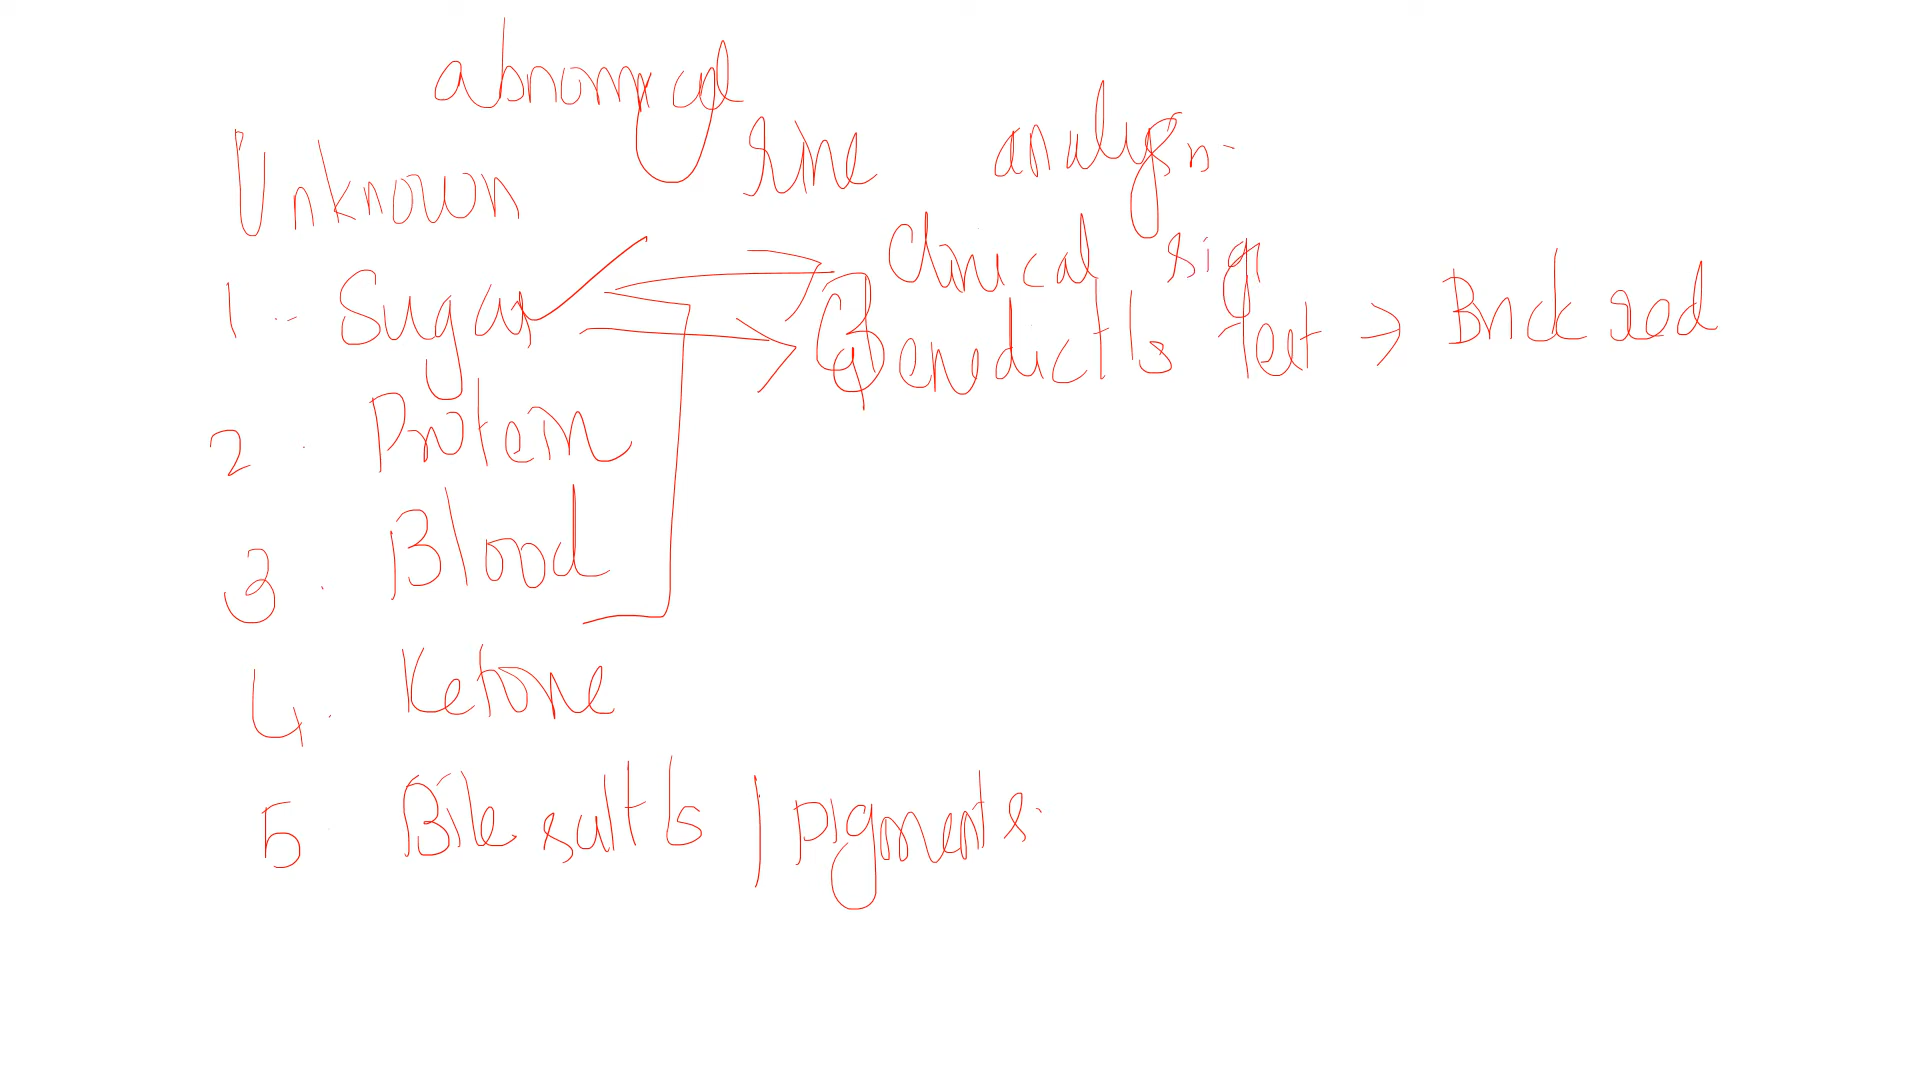 abnormal
Unknown urine analysis.
clinical sig
1. Sugar Benedict's Test → Brick red
2. Protein
3. Blood
4. Ketone
5 Bile salts / pigments.